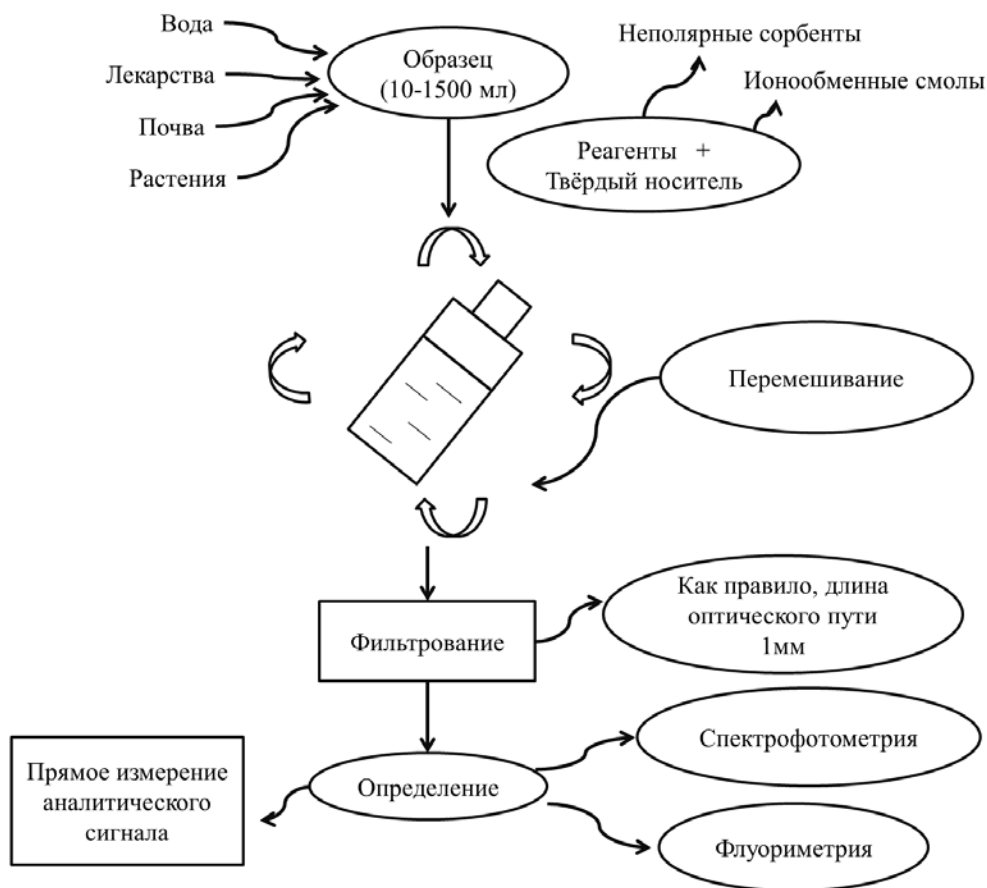 Вода
Лекарства
Почва
Растения
Образец
(10-1500 мл)
Неполярные сорбенты
Ионообменные смолы
Реагенты +
Твёрдый носитель
Перемешивание
Фильтрование
Как правило, длина
оптического пути
1мм
Спектрофотометрия
Определение
Прямое измерение
аналитического
сигнала
Флуориметрия